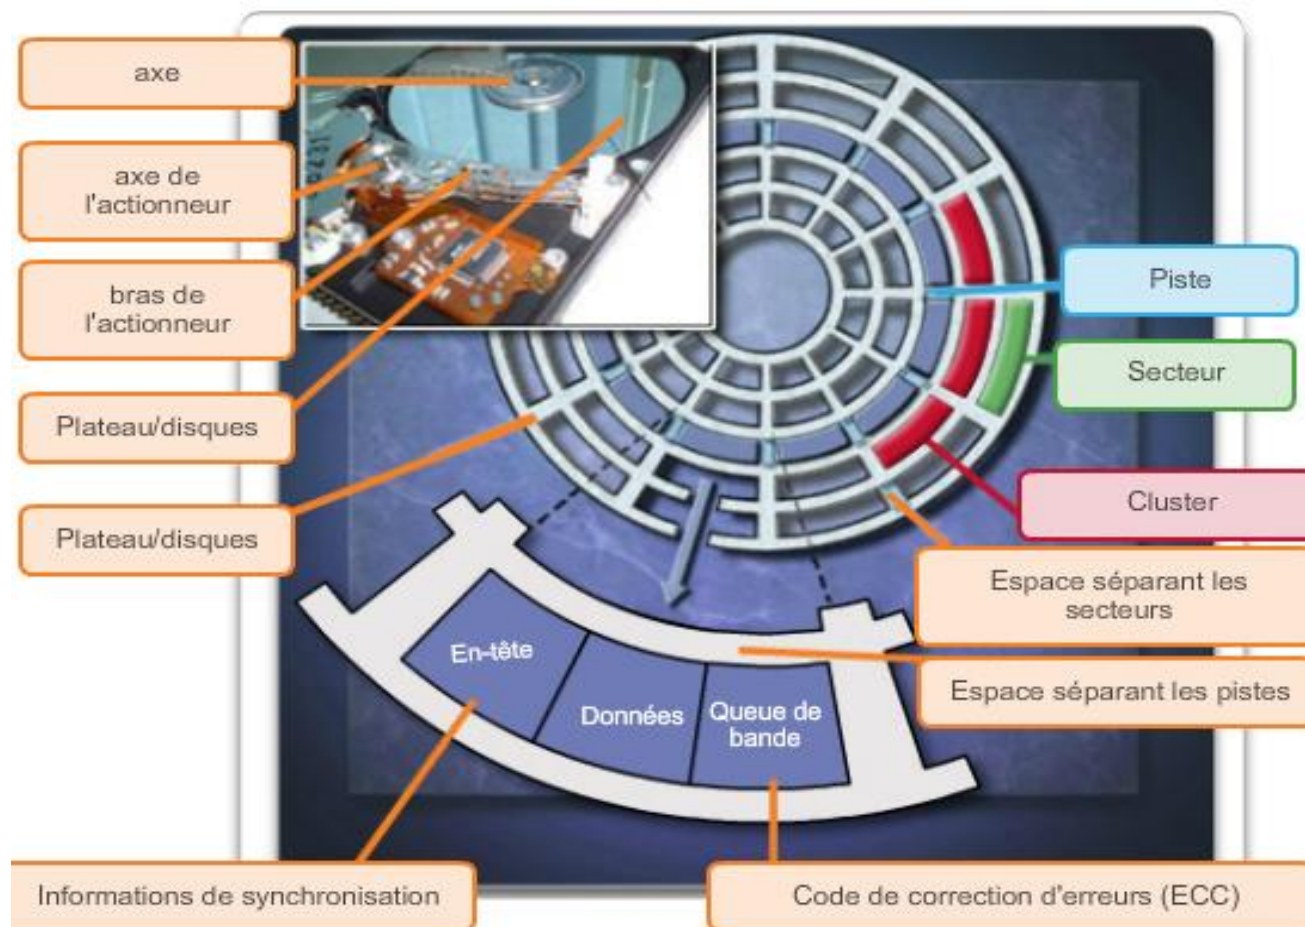 axe
axe de
l'actionneur
bras de
l'actionneur
Plateau/disques
Plateau/disques
Piste
Secteur
Cluster
Espace séparant les
secteurs
Espace séparant les pistes
En-tête
Données
Queue de
bande
Informations de synchronisation
Code de correction d'erreurs (ECC)